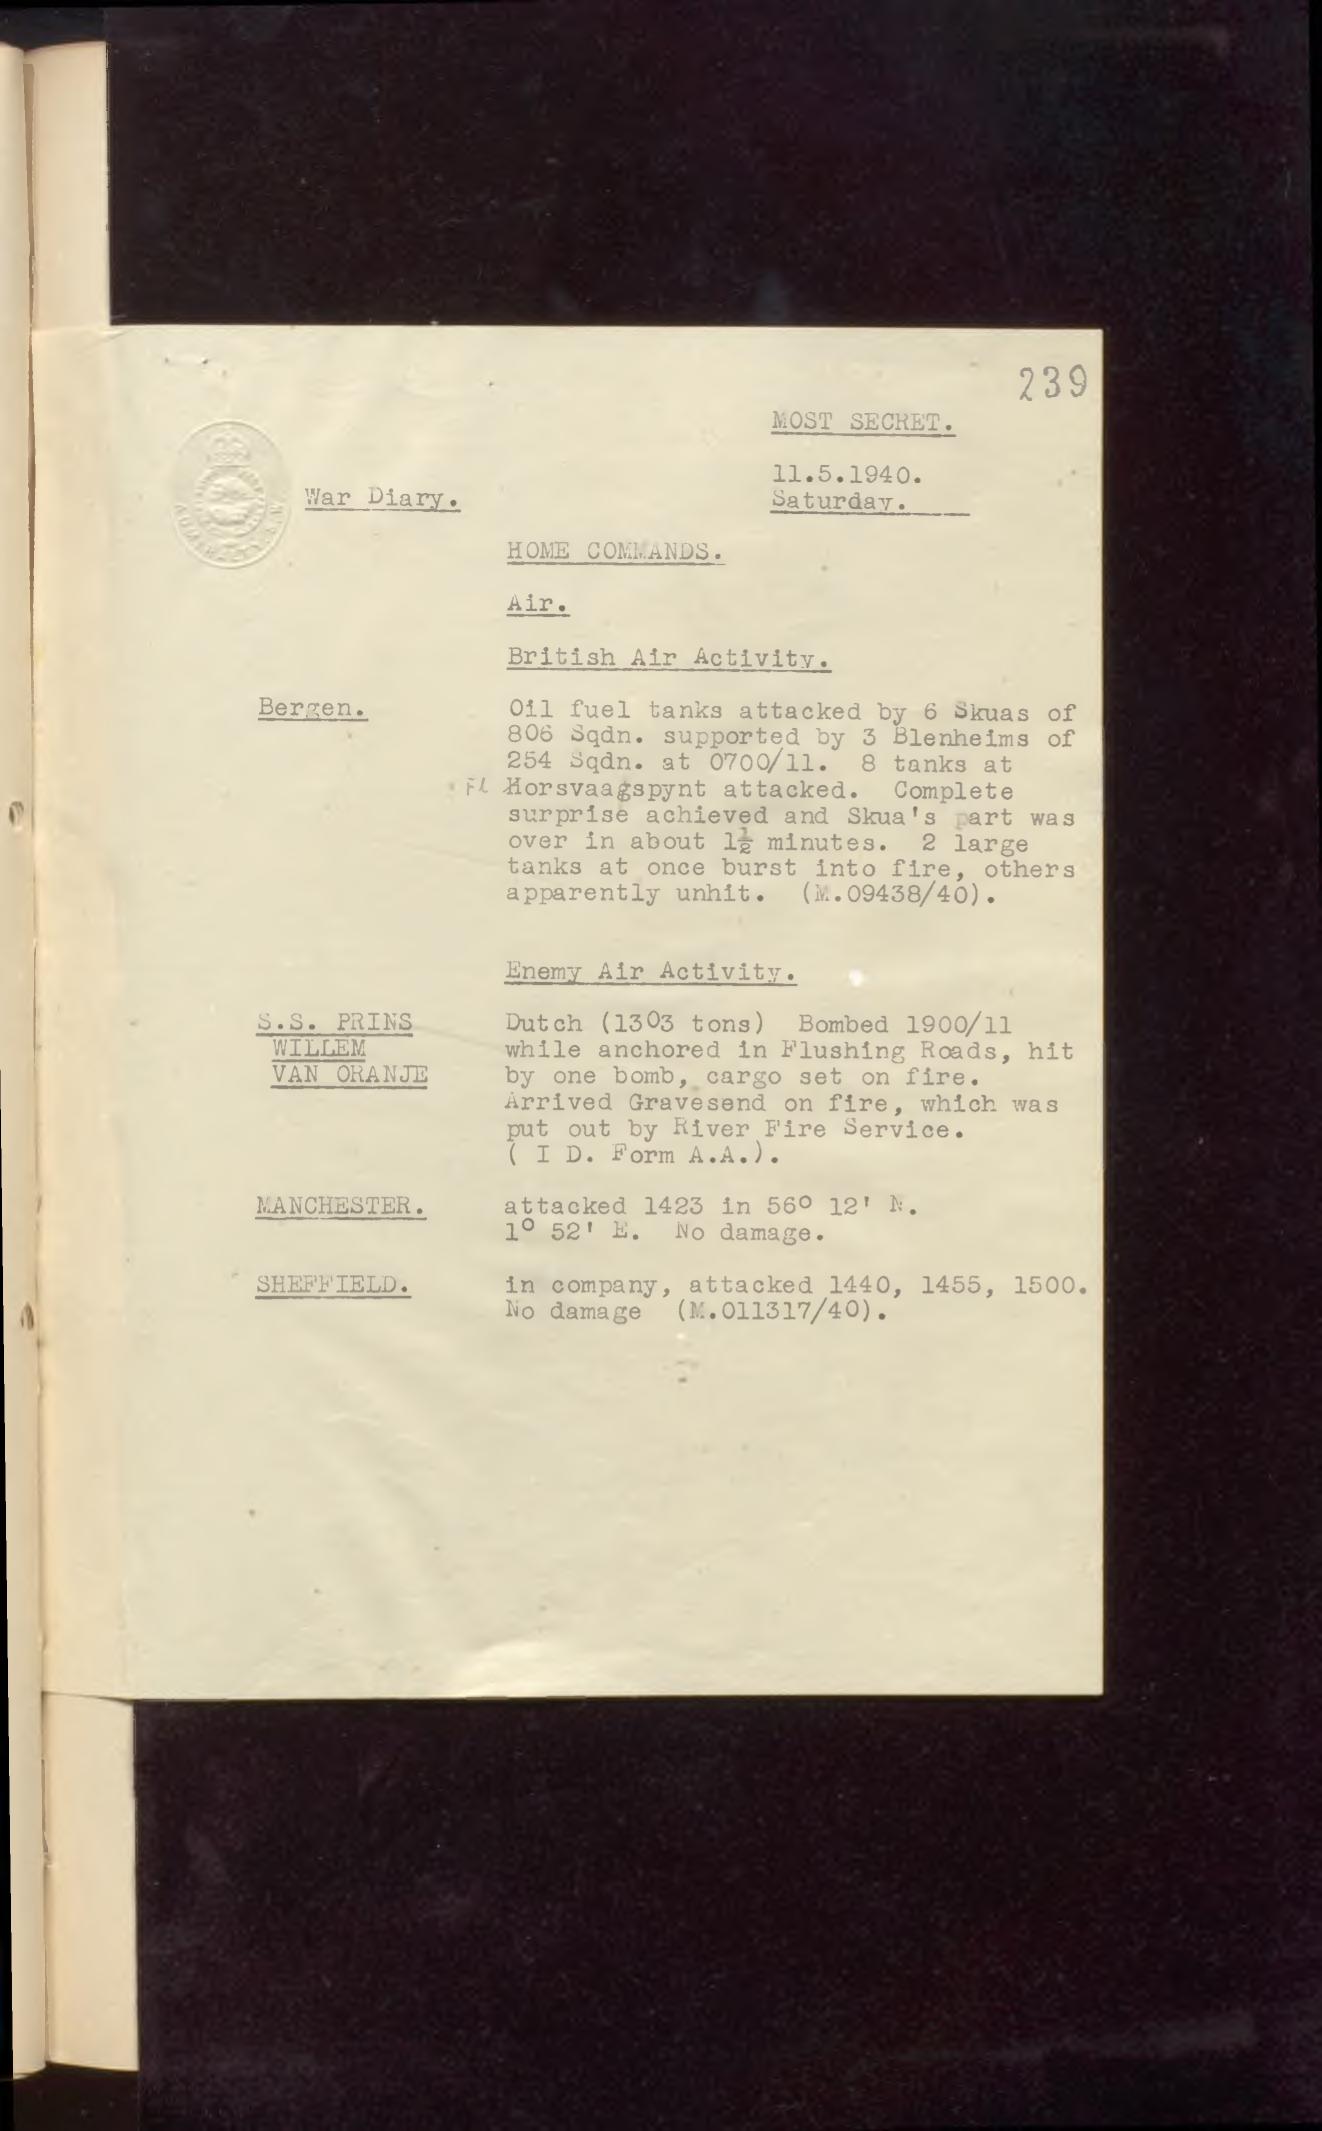 239
MOST SECRET.
11.5.1940.
Saturday.
War Diary.
HOME COMMANDS.
Air.
British Air Activity.
Bergen.
Oil fuel tanks attacked by 6 Skuas of
806 Sqdn. supported by 3 Blenheims of
254 Sqdn. at 0700/11. 8 tanks at
Fl Horsvaagspynt attacked. Complete
surprise achieved and Skua's part was
over in about 1½ minutes. 2 large
tanks at once burst into fire, others
apparently unhit. (M.09438/40).
Enemy Air Activity.
S.S. PRINS
WILLEM
VAN ORANJE
Dutch (1303 tons) Bombed 1900/11
while anchored in Flushing Roads, hit
by one bomb, cargo set on fire.
Arrived Gravesend on fire, which was
put out by River Fire Service.
( I D. Form A.A.).
MANCHESTER.
attacked 1423 in 56° 12' N.
1° 52' E. No damage.
SHEFFIELD.
in company, attacked 1440, 1455, 1500.
No damage (M.011317/40).